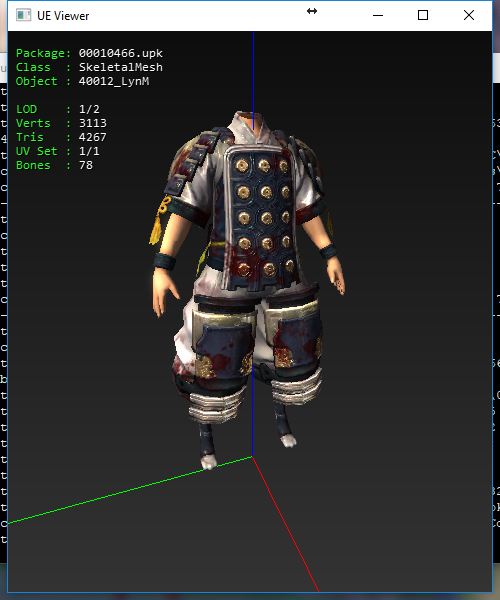 UE Viewer
Package: 00010466.upk
Class  : SkeletalMesh
Object : 40012_LynM
LOD    : 1/2
Verts  : 3113
Tris   : 4267
UV Set : 1/1
Bones  : 78